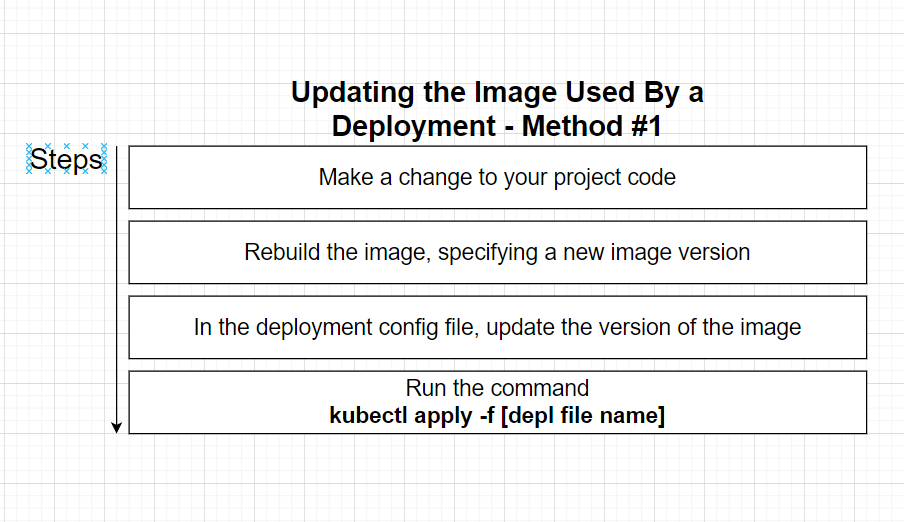 Updating the Image Used By a
Deployment - Method #1
Steps
Make a change to your project code
Rebuild the image, specifying a new image version
In the deployment config file, update the version of the image
Run the command
kubectl apply -f [depl file name]